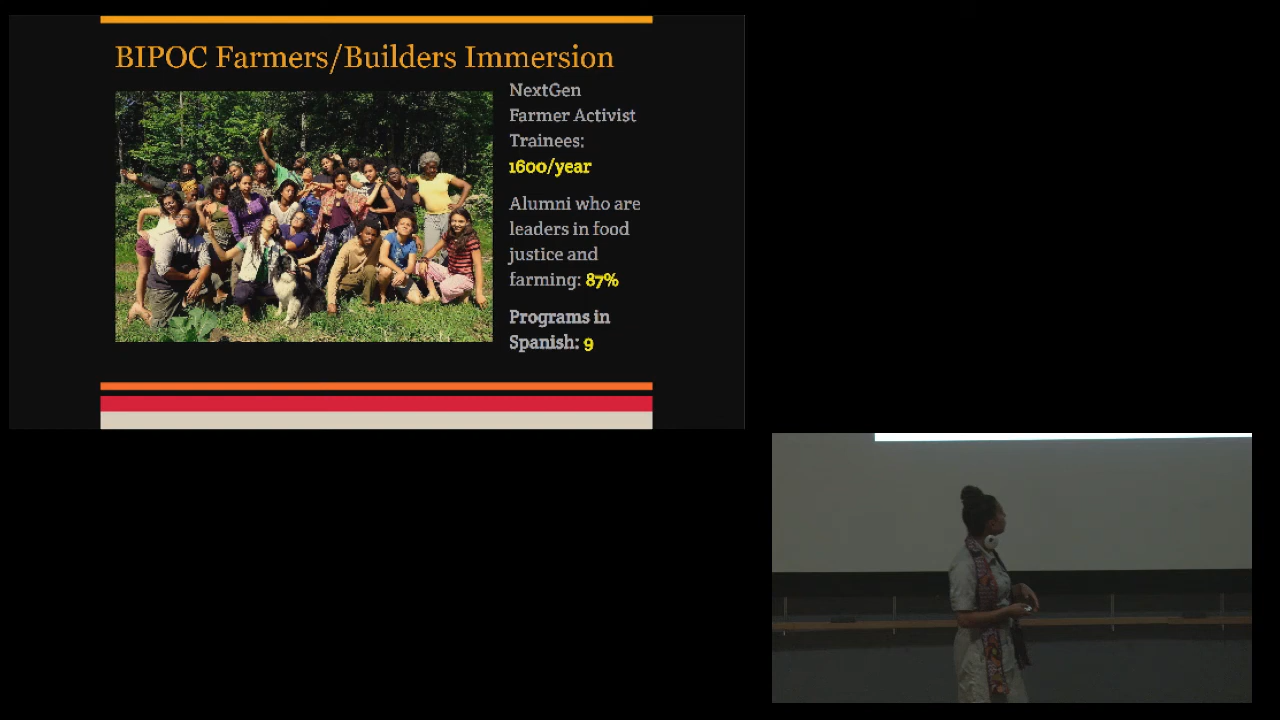 BIPOC Farmers/Builders Immersion
NextGen
Farmer Activist
Trainees:
1600/year
Alumni who are
leaders in food
justice and
farming: 87%
Programs in
Spanish: 9